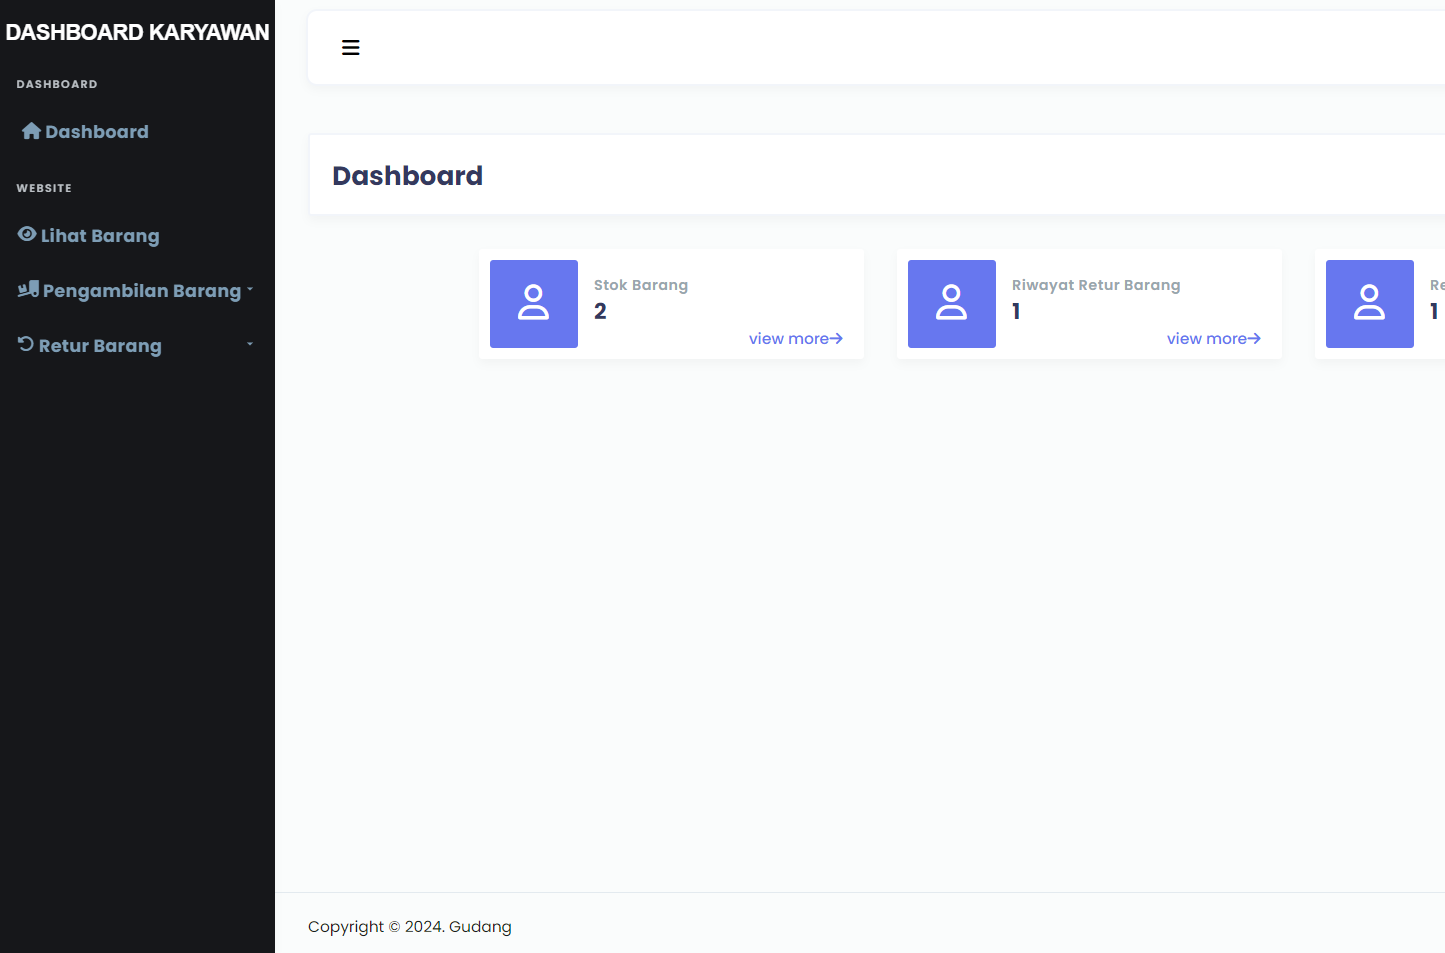 DASHBOARD KARYAWAN
DASHBOARD
Dashboard
WEBSITE
Lihat Barang
Pengambilan Barang
Retur Barang
Dashboard
Stok Barang
2
view more
Riwayat Retur Barang
1
view more
1
Copyright © 2024. Gudang